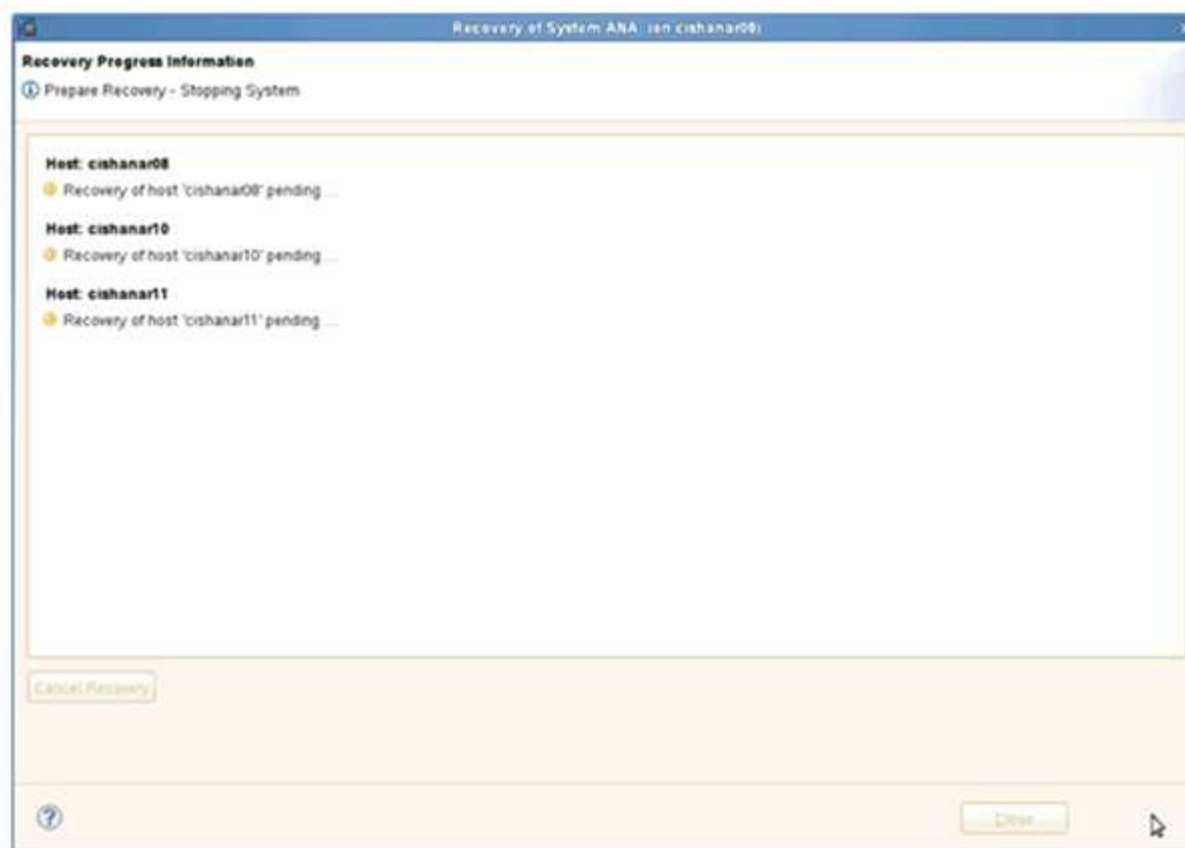 Recovery of System ANA (on cishanar08)
Recovery Progress Information
Prepare Recovery - Stopping System
Host: cishanar08
Recovery of host 'cishanar08' pending ...
Host: cishanar10
Recovery of host 'cishanar10' pending ...
Host: cishanar11
Recovery of host 'cishanar11' pending ...
Cancel Recovery
Close